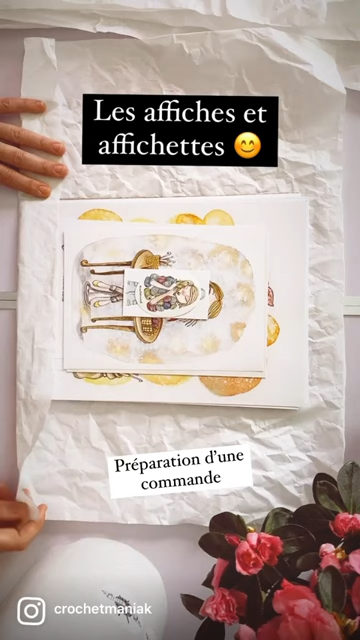 Les affiches et
affichettes 😊
Préparation d'une
commande
crochetmaniak